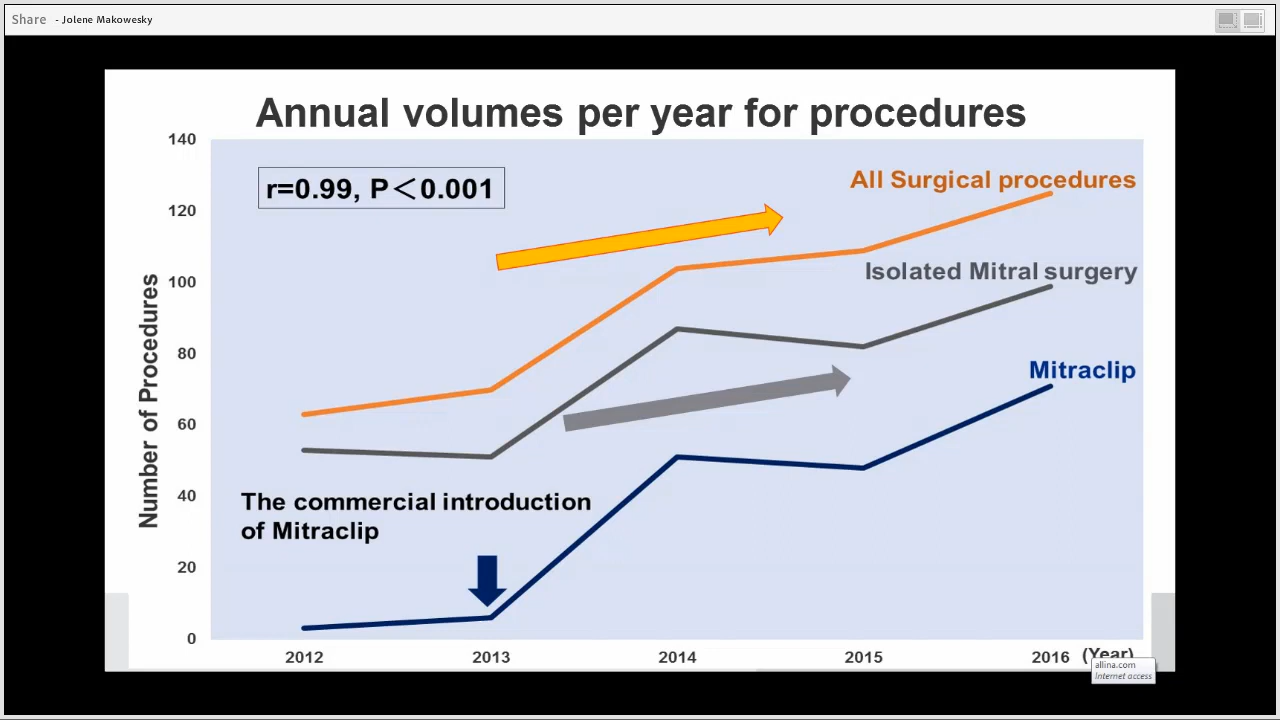 Share - Jolene Makowesky
Annual volumes per year for procedures
r=0.99, P＜0.001
All Surgical procedures
Isolated Mitral surgery
Mitraclip
The commercial introduction
of Mitraclip
Number of Procedures
140
120
100
80
60
40
20
0
2012 2013 2014 2015 2016 (Year)
allina.com
Internet access